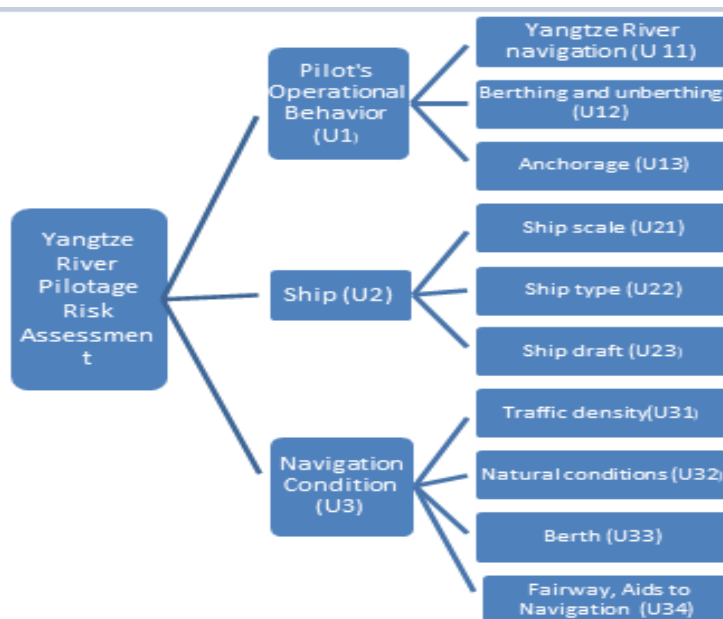 Yangtze
River
Pilotage
Risk
Assessmen
t
Pilot's
Operational
Behavior
(U1)
Yangtze River
navigation (U 11)
Berthing and unberthing
(U12)
Anchorage (U13)
Ship (U2)
Ship scale (U21)
Ship type (U22)
Ship draft (U23)
Navigation
Condition
(U3)
Traffic density(U31)
Natural conditions (U32)
Berth (U33)
Fairway, Aids to
Navigation (U34)